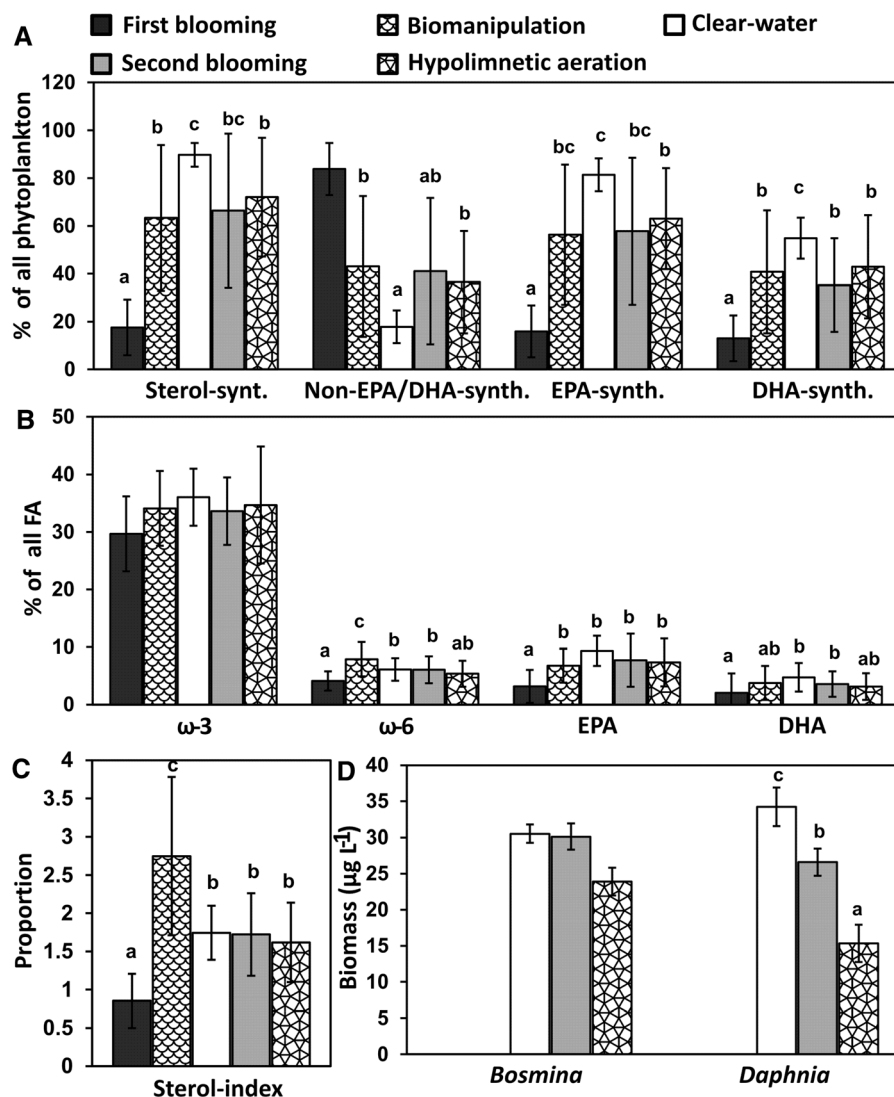 A
First blooming
Biomanipulation
Clear-water
Second blooming
Hypolimnetic aeration
% of all phytoplankton
120
100
80
60
40
20
0
a b c bc b
b a ab b
a bc c bc b
a b c b b
Sterol-synt. Non-EPA/DHA-synth. EPA-synth. DHA-synth.
B
% of all FA
50
40
30
20
10
0
a c b b ab
a b b b b
a ab b b ab
ω-3 ω-6 EPA DHA
C
Proportion
4
3.5
3
2.5
2
1.5
1
0.5
0
a c b b b
Sterol-index
D
Biomass (µg L-1)
40
35
30
25
20
15
10
5
0
c b a
Bosmina Daphnia